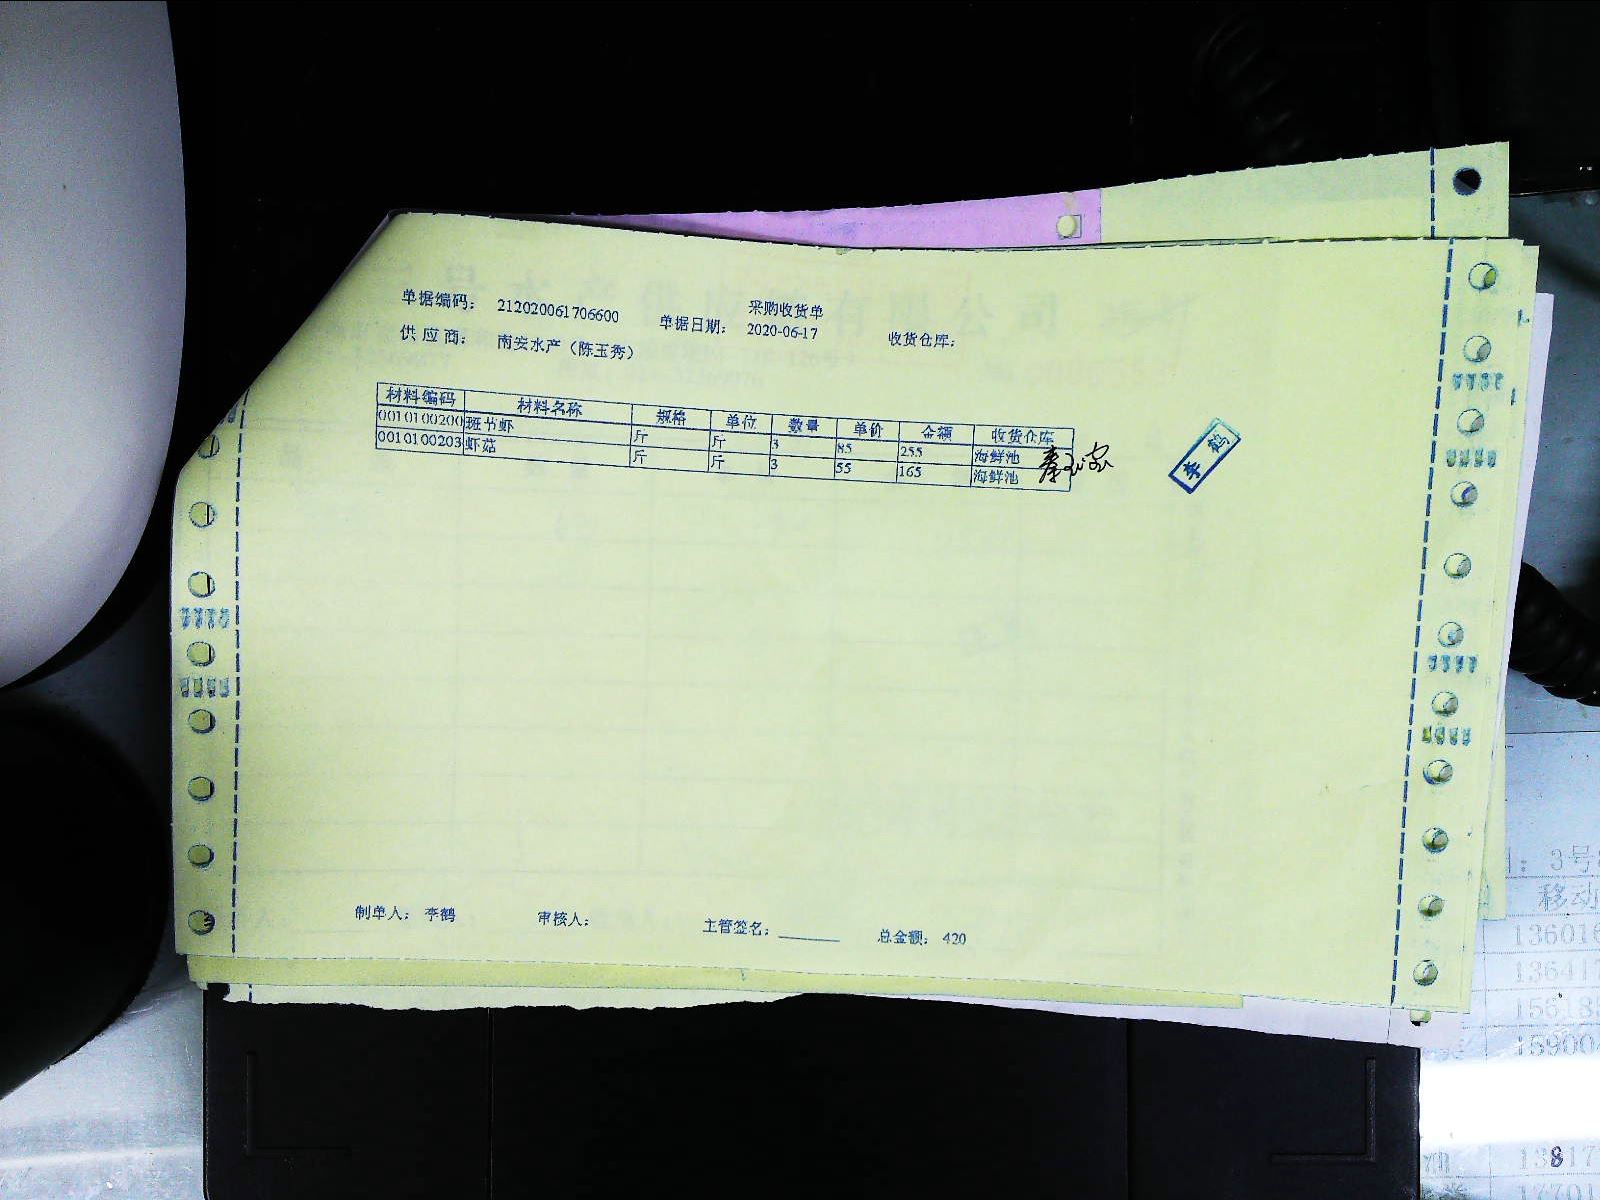 采购收货单
单据编码： 212020061706600 单据日期： 2020-06-17 收货仓库：
供 应 商： 南安水产（陈玉秀）
材料编码 材料名称 规格 单位 数量 单价 金额 收货仓库
0010100200 斑节虾 斤 斤 3 85 255 海鲜池
0010100203 虾菇 斤 斤 3 55 165 海鲜池
李鹤
制单人： 李鹤 审核人： 主管签名： 总金额： 420
：3号
移动
136016
13641
156185
15900
13817
17701